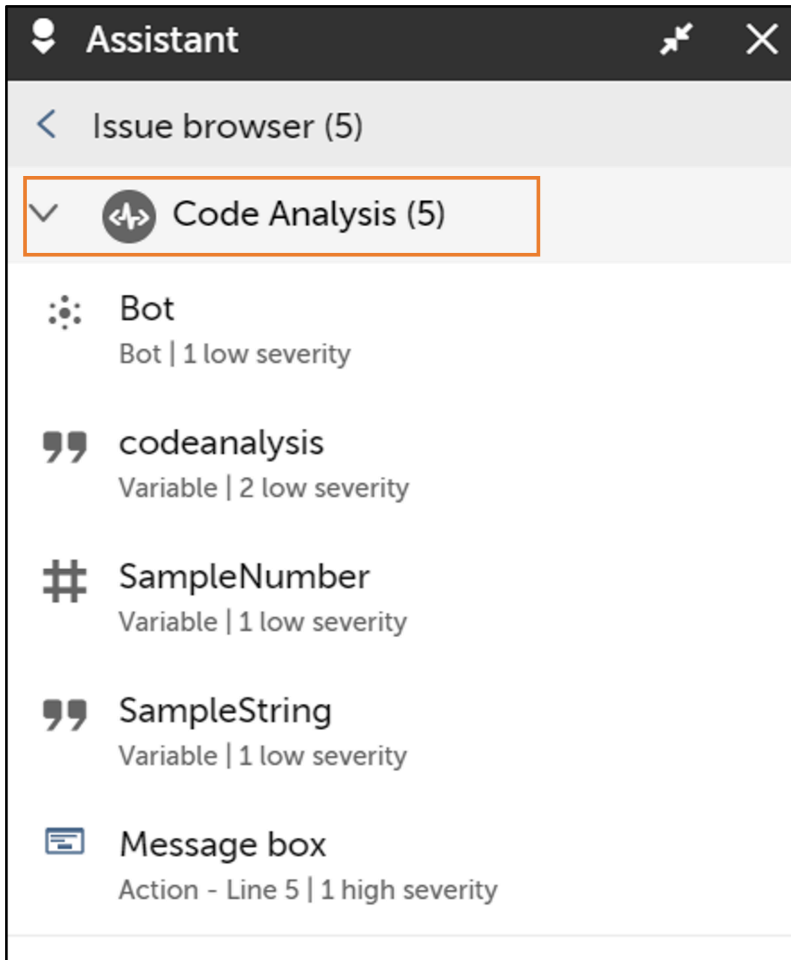 Assistant
Issue browser (5)
Code Analysis (5)
Bot
Bot | 1 low severity
codeanalysis
Variable | 2 low severity
SampleNumber
Variable | 1 low severity
SampleString
Variable | 1 low severity
Message box
Action - Line 5 | 1 high severity